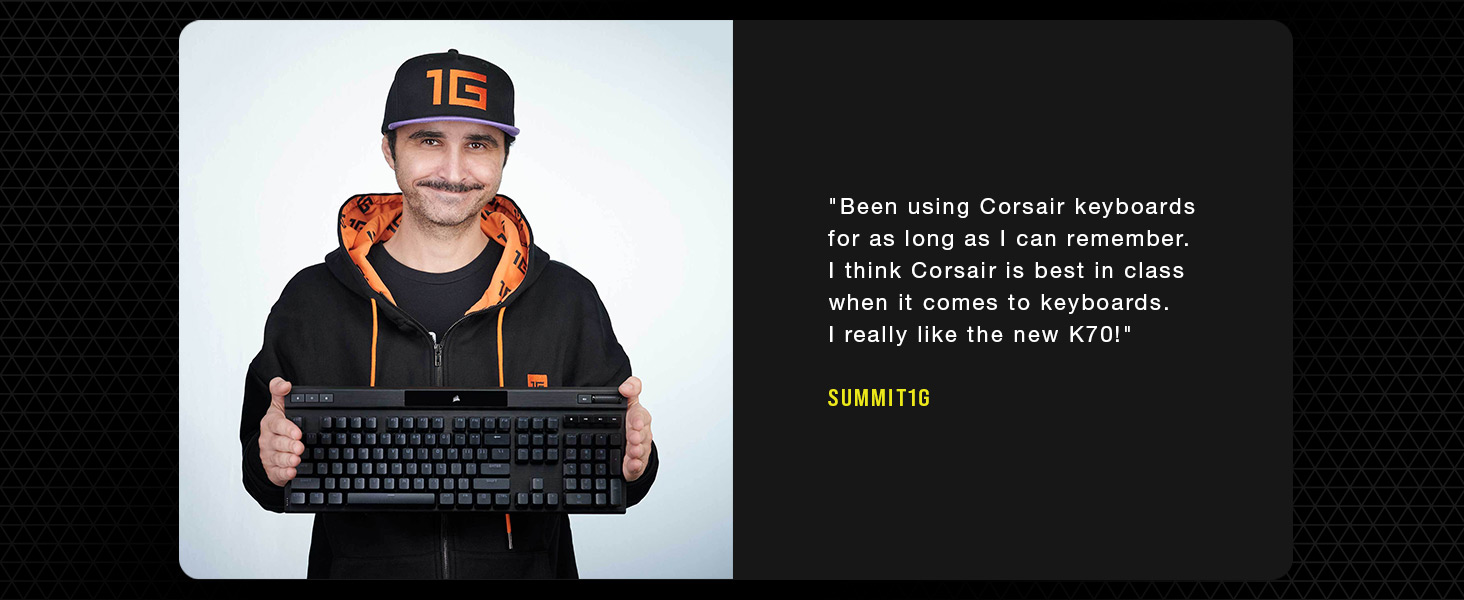 1G
"Been using Corsair keyboards
for as long as I can remember.
I think Corsair is best in class
when it comes to keyboards.
I really like the new K70!"
SUMMIT1G